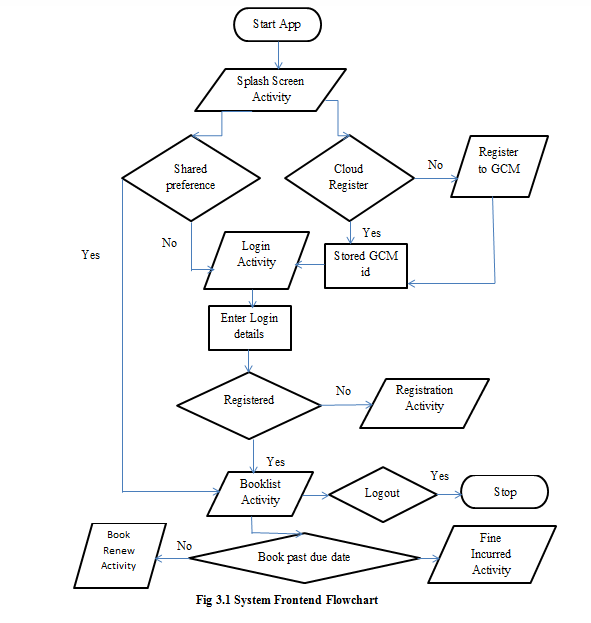 Start App
Splash Screen
Activity
Shared
preference
Cloud
Register
No
Register
to GCM
Yes
No
Yes
Login
Activity
Stored GCM
id
Enter Login
details
Registered
No
Registration
Activity
Yes
Booklist
Activity
Logout
Yes
Stop
Book
Renew
Activity
No
Book past due date
Fine
Incurred
Activity
Fig 3.1 System Frontend Flowchart